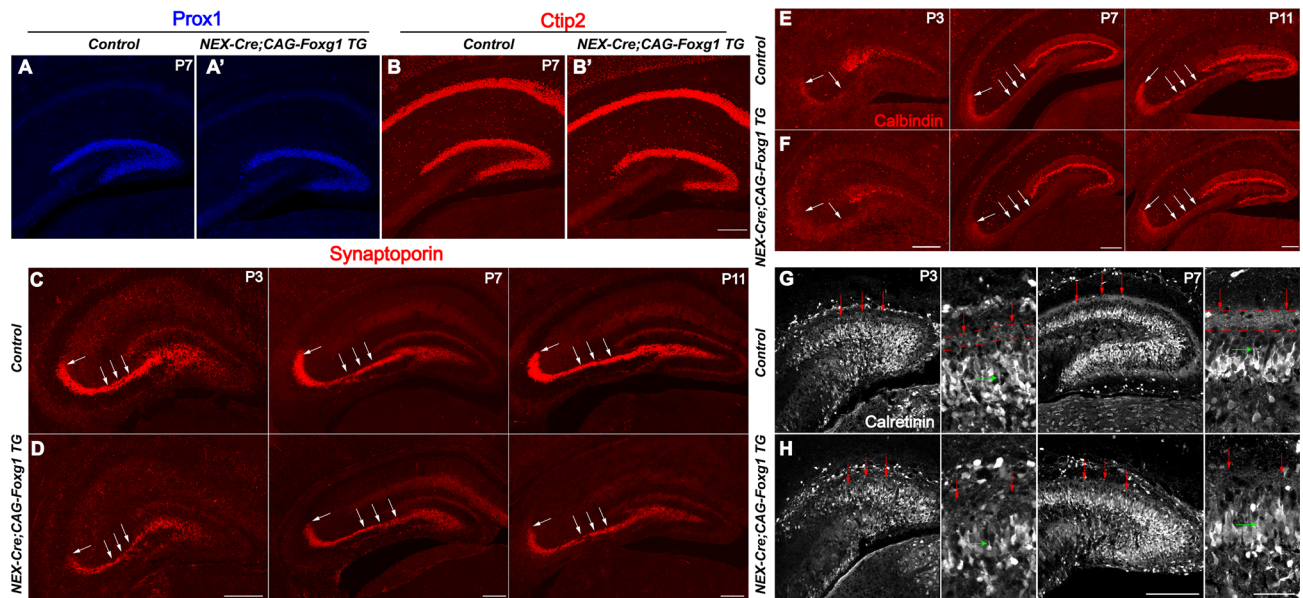 Prox1
Ctip2
Control
NEX-Cre;CAG-Foxg1 TG
Control
NEX-Cre;CAG-Foxg1 TG
A
P7
A’
B
P7
B’
Synaptoporin
C
P3
P7
P11
Control
D
NEX-Cre;CAG-Foxg1 TG
E
P3
P7
P11
Control
Calbindin
F
NEX-Cre;CAG-Foxg1 TG
G
P3
P7
Control
Calretinin
H
NEX-Cre;CAG-Foxg1 TG